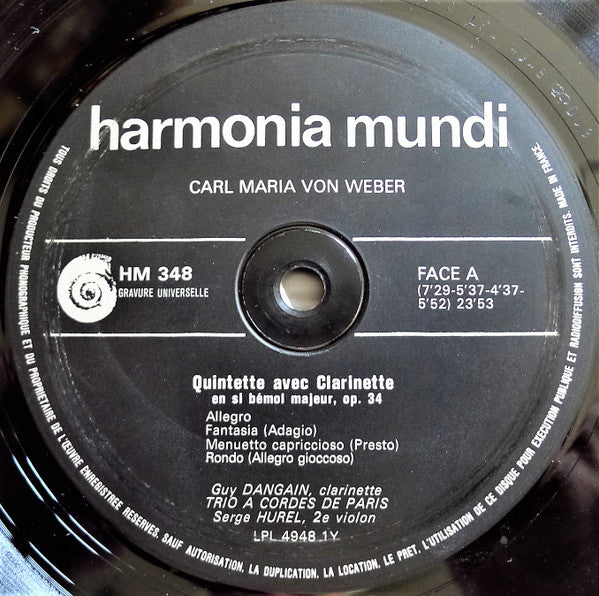 harmonia mundi
CARL MARIA VON WEBER
HM 348
GRAVURE UNIVERSELLE
FACE A
(7'29-5'37-4'37-
5'52) 23'53
Quintette avec Clarinette
en si bémol majeur, op. 34
Allegro
Fantasia (Adagio)
Menuetto capriccioso (Presto)
Rondo (Allegro gioccoso)
Guy DANGAIN, clarinette
TRIO A CORDES DE PARIS
Serge HUREL, 2e violon
LPL 4948 1Y
TOUS DROITS DU PRODUCTEUR PHONOGRAPHIQUE ET DU PROPRIETAIRE DE L'ŒUVRE ENREGISTREE RESERVES. SAUF AUTORISATION, LA DUPLICATION, LA LOCATION, LE PRET, L'UTILISATION DE CE DISQUE POUR EXECUTION PUBLIQUE ET RADIODIFFUSION SONT INTERDITS. MADE IN FRANCE.